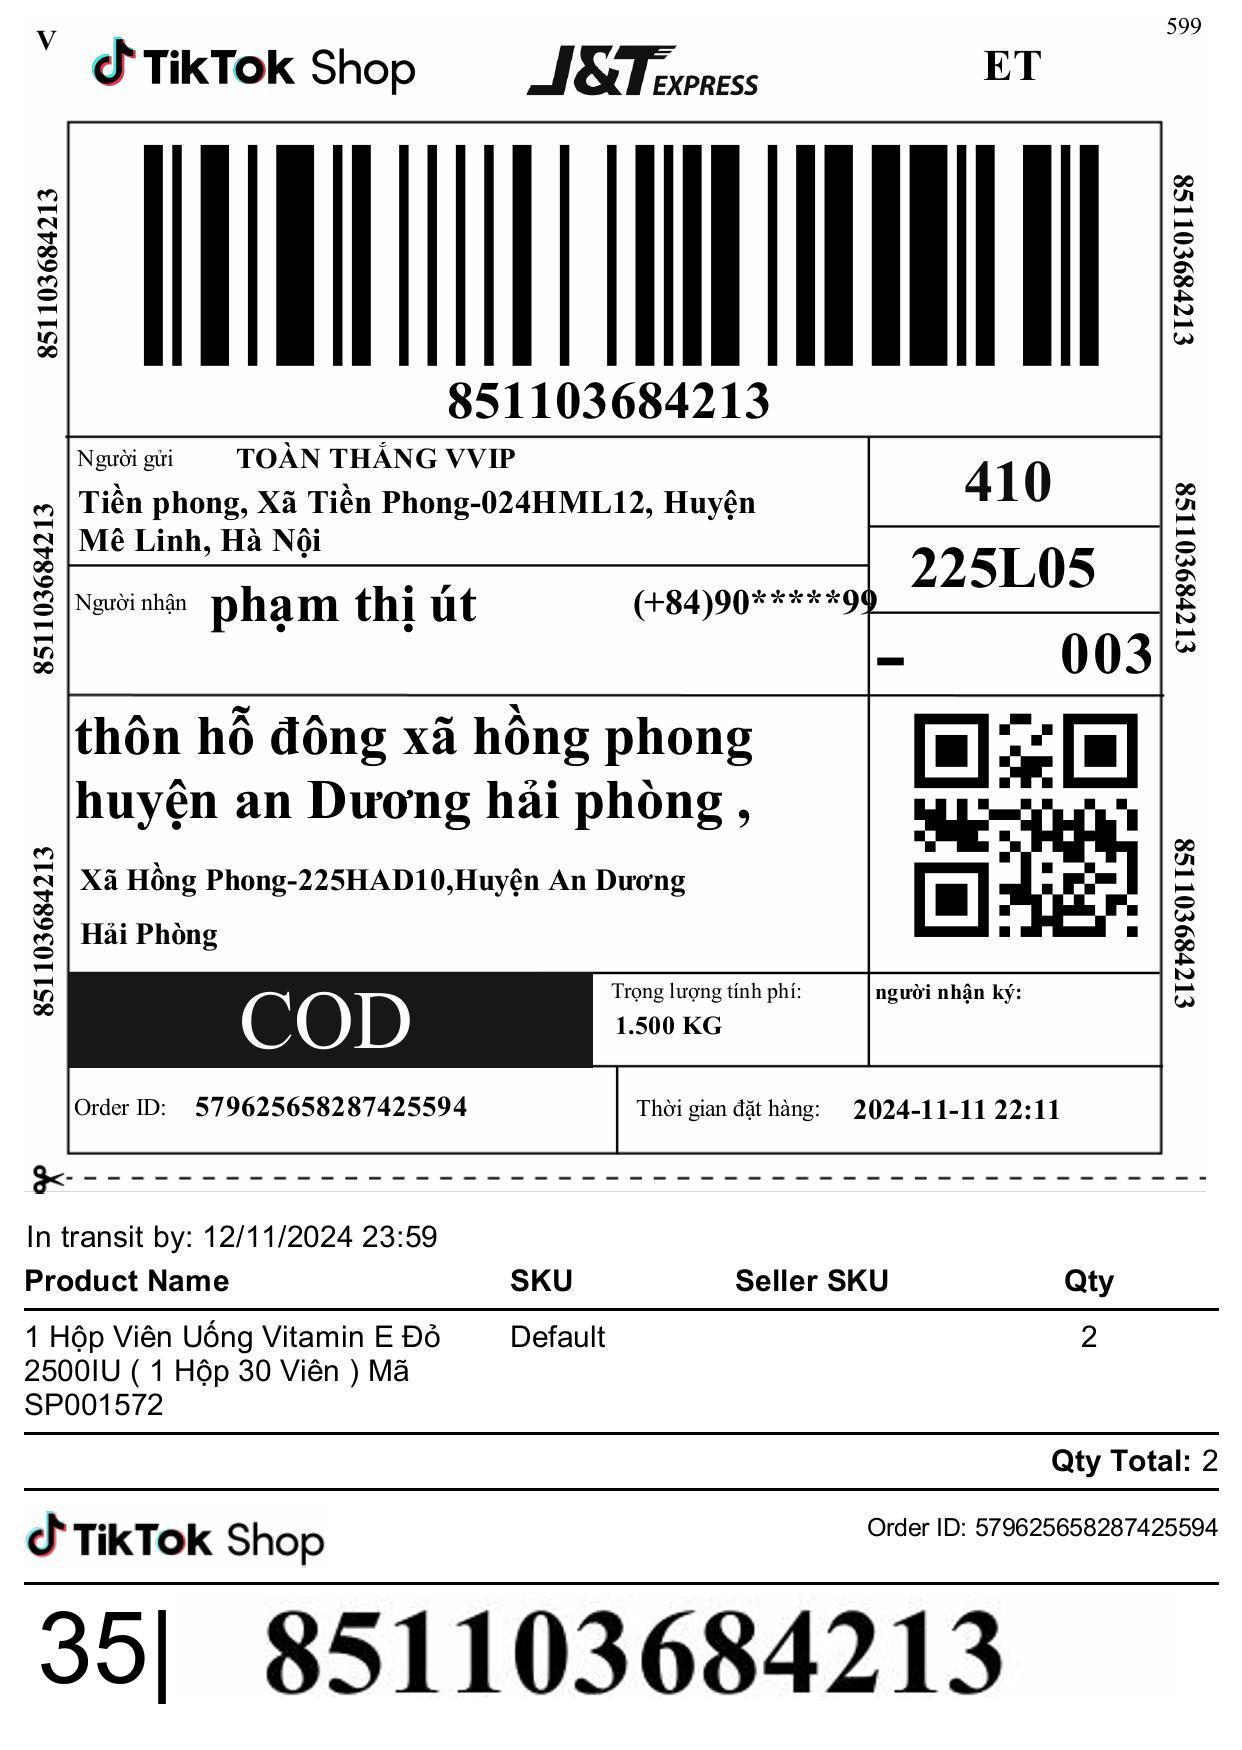 599
V
TikTok Shop
J&T EXPRESS
ET
851103684213
851103684213
851103684213
Người gửi TOÀN THẮNG VVIP
Tiền phong, Xã Tiền Phong-024HML12, Huyện
Mê Linh, Hà Nội
410
225L05
851103684213
851103684213
Người nhận phạm thị út (+84)90*****99
- 003
thôn hỗ đông xã hồng phong
huyện an Dương hải phòng ,
Xã Hồng Phong-225HAD10,Huyện An Dương
Hải Phòng
851103684213
851103684213
COD
Trọng lượng tính phí:
1.500 KG
người nhận ký:
Order ID: 579625658287425594
Thời gian đặt hàng: 2024-11-11 22:11
In transit by: 12/11/2024 23:59
Product Name SKU Seller SKU Qty
1 Hộp Viên Uống Vitamin E Đỏ Default 2
2500IU ( 1 Hộp 30 Viên ) Mã
SP001572
Qty Total: 2
TikTok Shop
Order ID: 579625658287425594
35| 851103684213